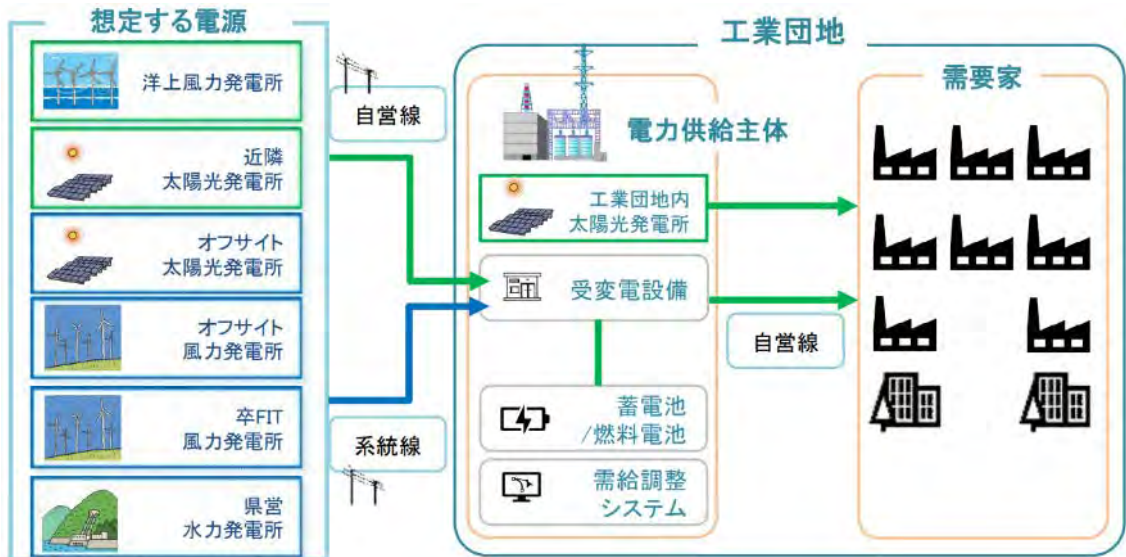 想定する電源
洋上風力発電所
近隣
太陽光発電所
オフサイト
太陽光発電所
オフサイト
風力発電所
卒FIT
風力発電所
県営
水力発電所
自営線
系統線
工業団地
電力供給主体
工業団地内
太陽光発電所
受変電設備
蓄電池
/燃料電池
需給調整
システム
自営線
需要家